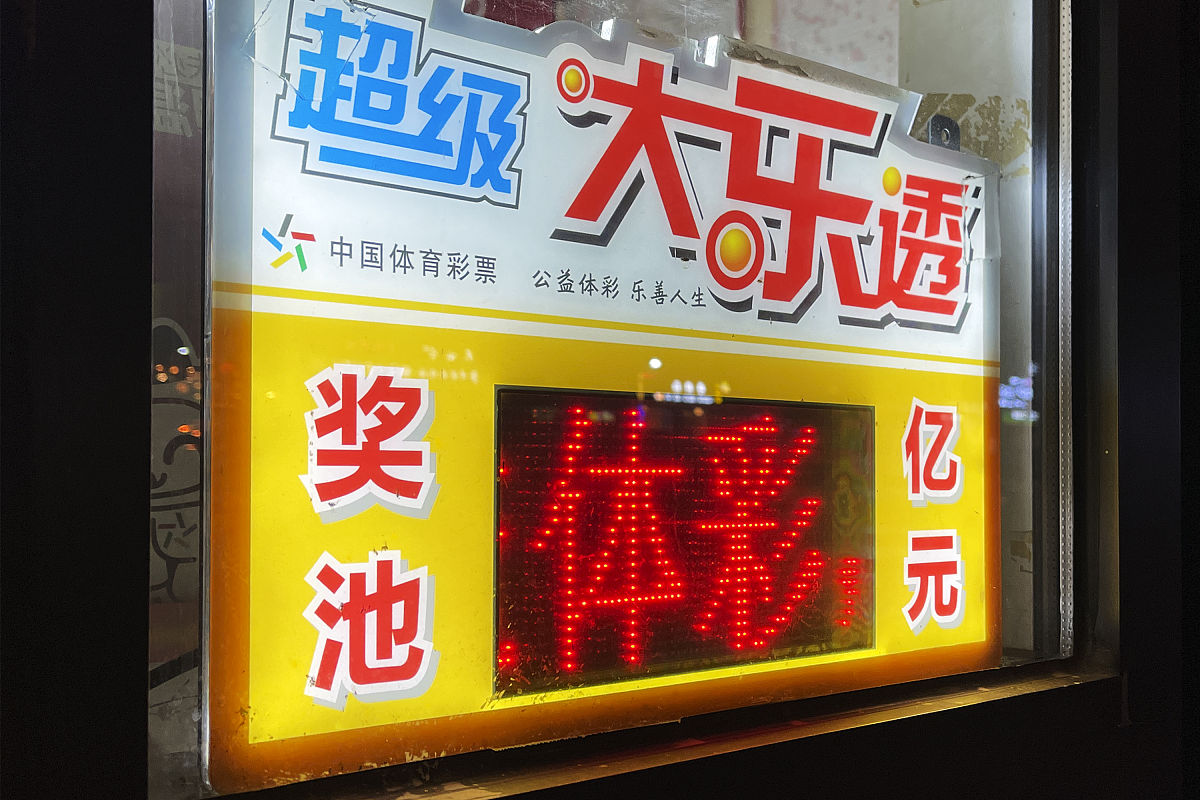 超级大乐透
中国体育彩票 公益体彩 乐善人生
奖池
体彩
亿元